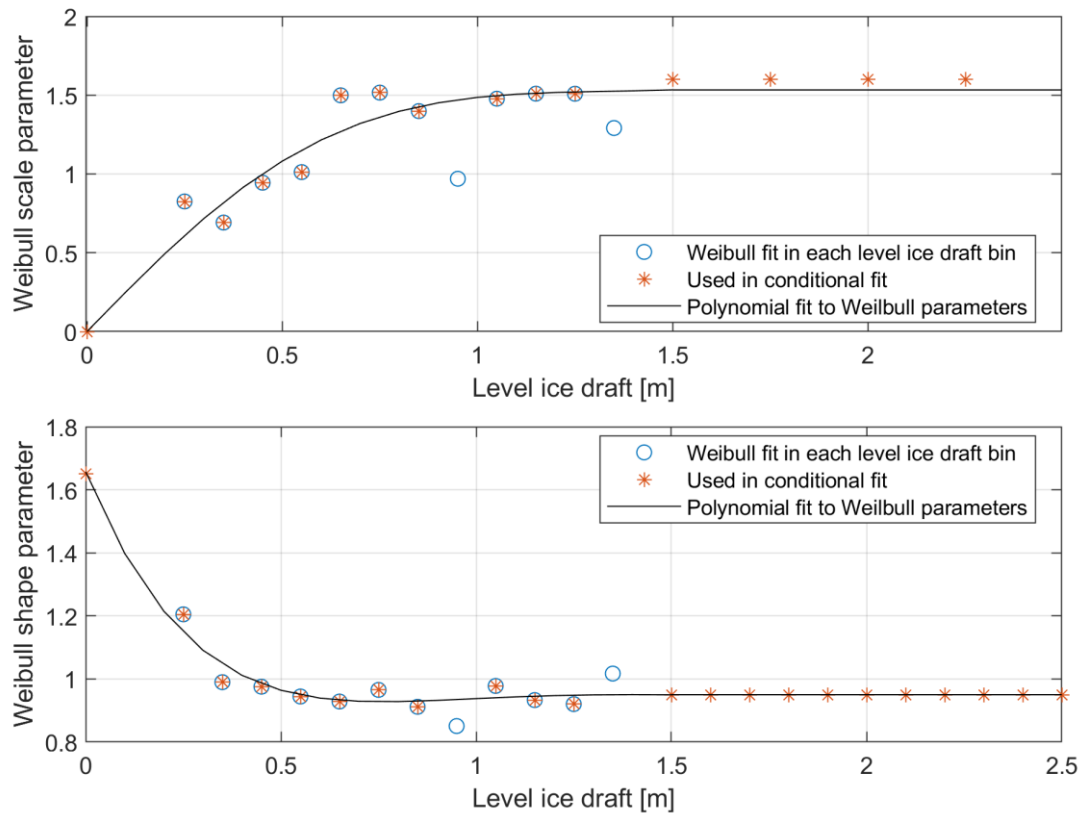 2
1.5
1
0.5
0
Weibull scale parameter
Weibull fit in each level ice draft bin
Used in conditional fit
Polynomial fit to Weilbull parameters
0 0.5 1 1.5 2
Level ice draft [m]
1.8
1.6
1.4
1.2
1
0.8
Weibull shape parameter
Weibull fit in each level ice draft bin
Used in conditional fit
Polynomial fit to Weilbull parameters
0 0.5 1 1.5 2 2.5
Level ice draft [m]